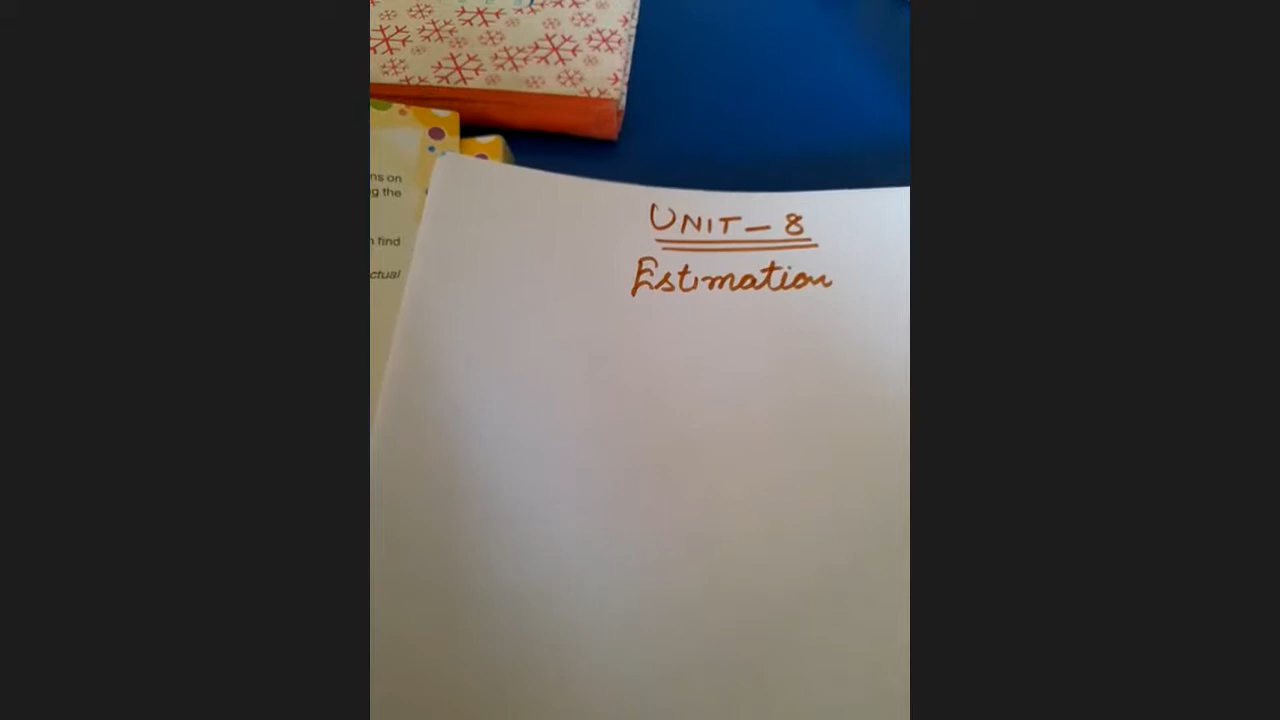 ns on
g the
find
ctual
UNIT - 8
Estimation